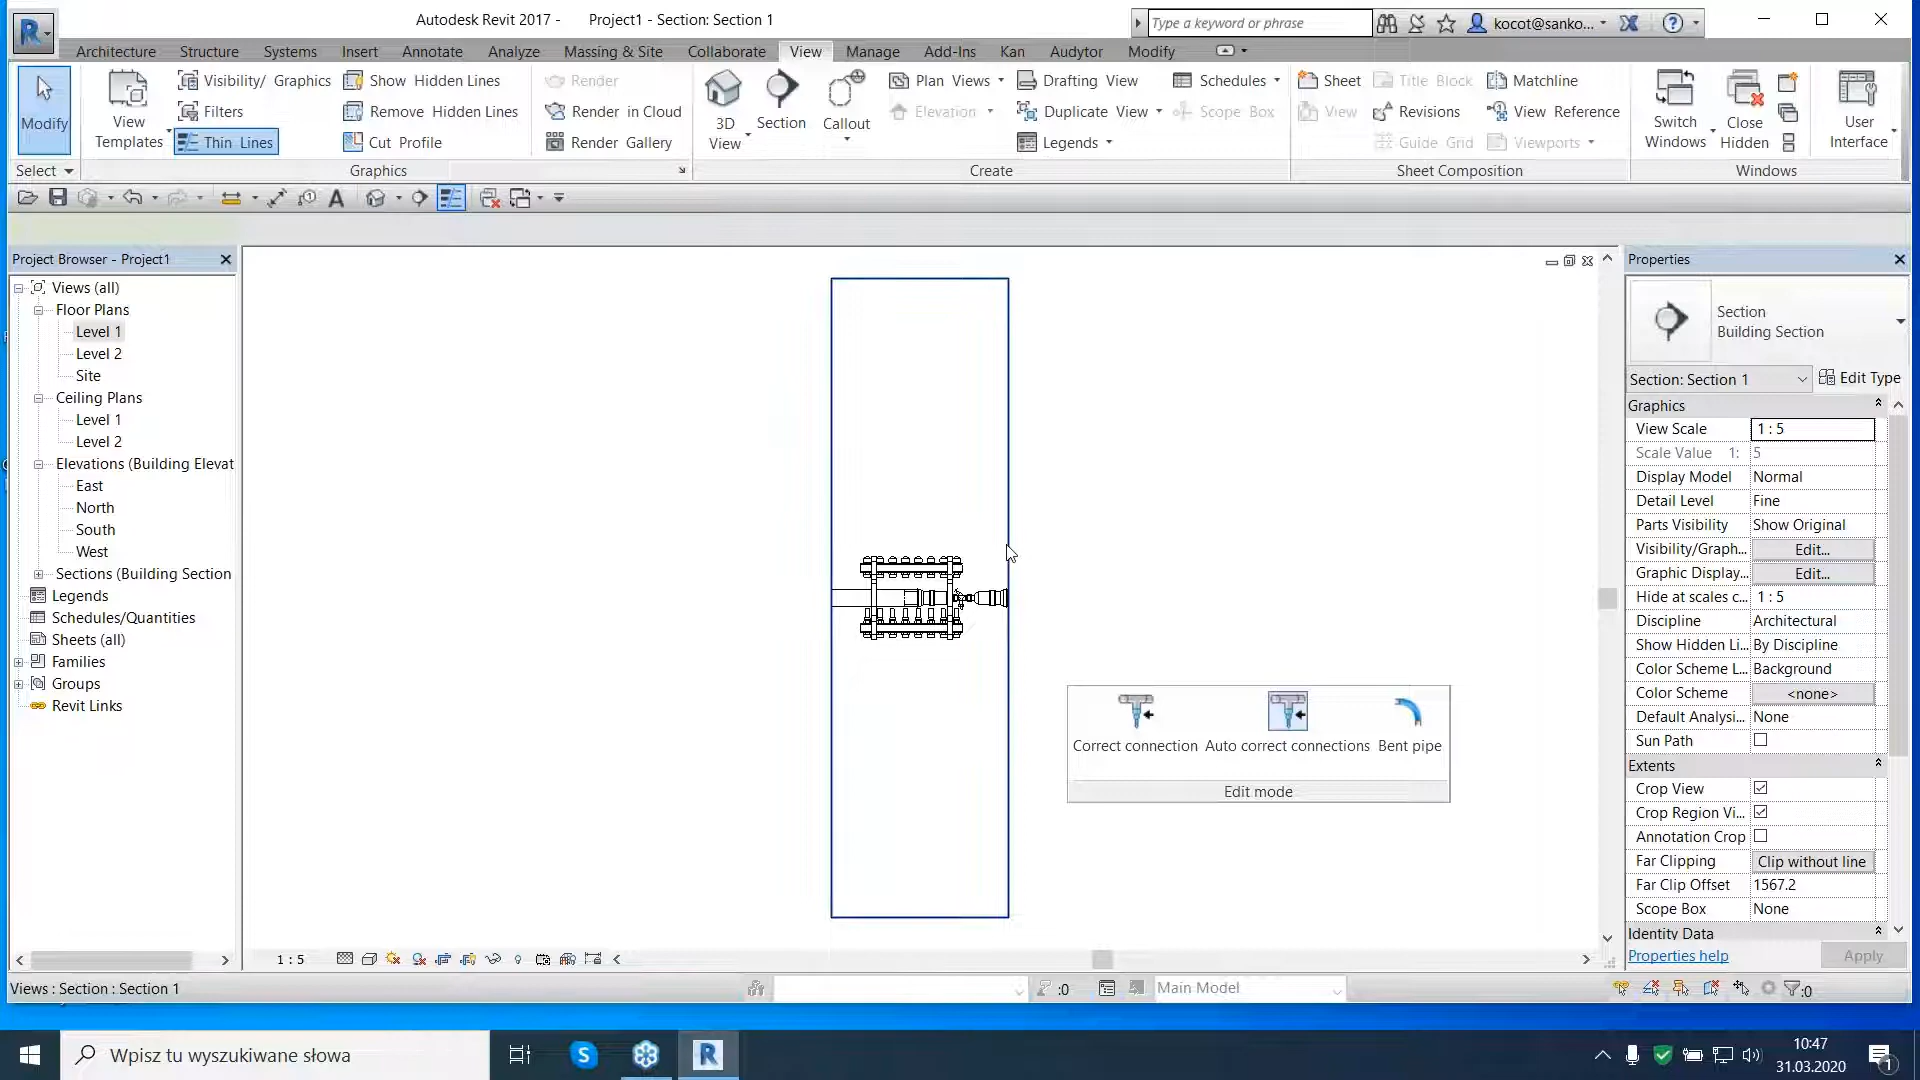 Autodesk Revit 2017 - Project1 - Section: Section 1
Type a keyword or phrase
kocot@sanko...
Architecture Structure Systems Insert Annotate Analyze Massing & Site Collaborate View Manage Add-Ins Kan Audytor Modify
Modify
View Templates
Visibility/ Graphics
Filters
Thin Lines
Show Hidden Lines
Remove Hidden Lines
Cut Profile
Render
Render in Cloud
Render Gallery
3D View
Section
Callout
Plan Views
Elevation
Drafting View
Duplicate View
Legends
Schedules
Scope Box
Sheet
View
Title Block
Revisions
Guide Grid
Matchline
View Reference
Viewports
Switch Windows
Close Hidden
User Interface
Select Graphics Create Sheet Composition Windows
Project Browser - Project1
Views (all)
Floor Plans
Level 1
Level 2
Site
Ceiling Plans
Level 1
Level 2
Elevations (Building Elevat
East
North
South
West
Sections (Building Section
Legends
Schedules/Quantities
Sheets (all)
Families
Groups
Revit Links
Correct connection Auto correct connections Bent pipe
Edit mode
Properties
Section
Building Section
Section: Section 1 Edit Type
Graphics
View Scale 1 : 5
Scale Value 1: 5
Display Model Normal
Detail Level Fine
Parts Visibility Show Original
Visibility/Graph... Edit...
Graphic Display... Edit...
Hide at scales c... 1 : 5
Discipline Architectural
Show Hidden Li... By Discipline
Color Scheme L... Background
Color Scheme <none>
Default Analysi... None
Sun Path
Extents
Crop View
Crop Region Vi...
Annotation Crop
Far Clipping Clip without line
Far Clip Offset 1567.2
Scope Box None
Identity Data
Properties help Apply
1 : 5
Views : Section : Section 1
:0
Main Model
:0
Wpisz tu wyszukiwane słowa
10:47
31.03.2020
1